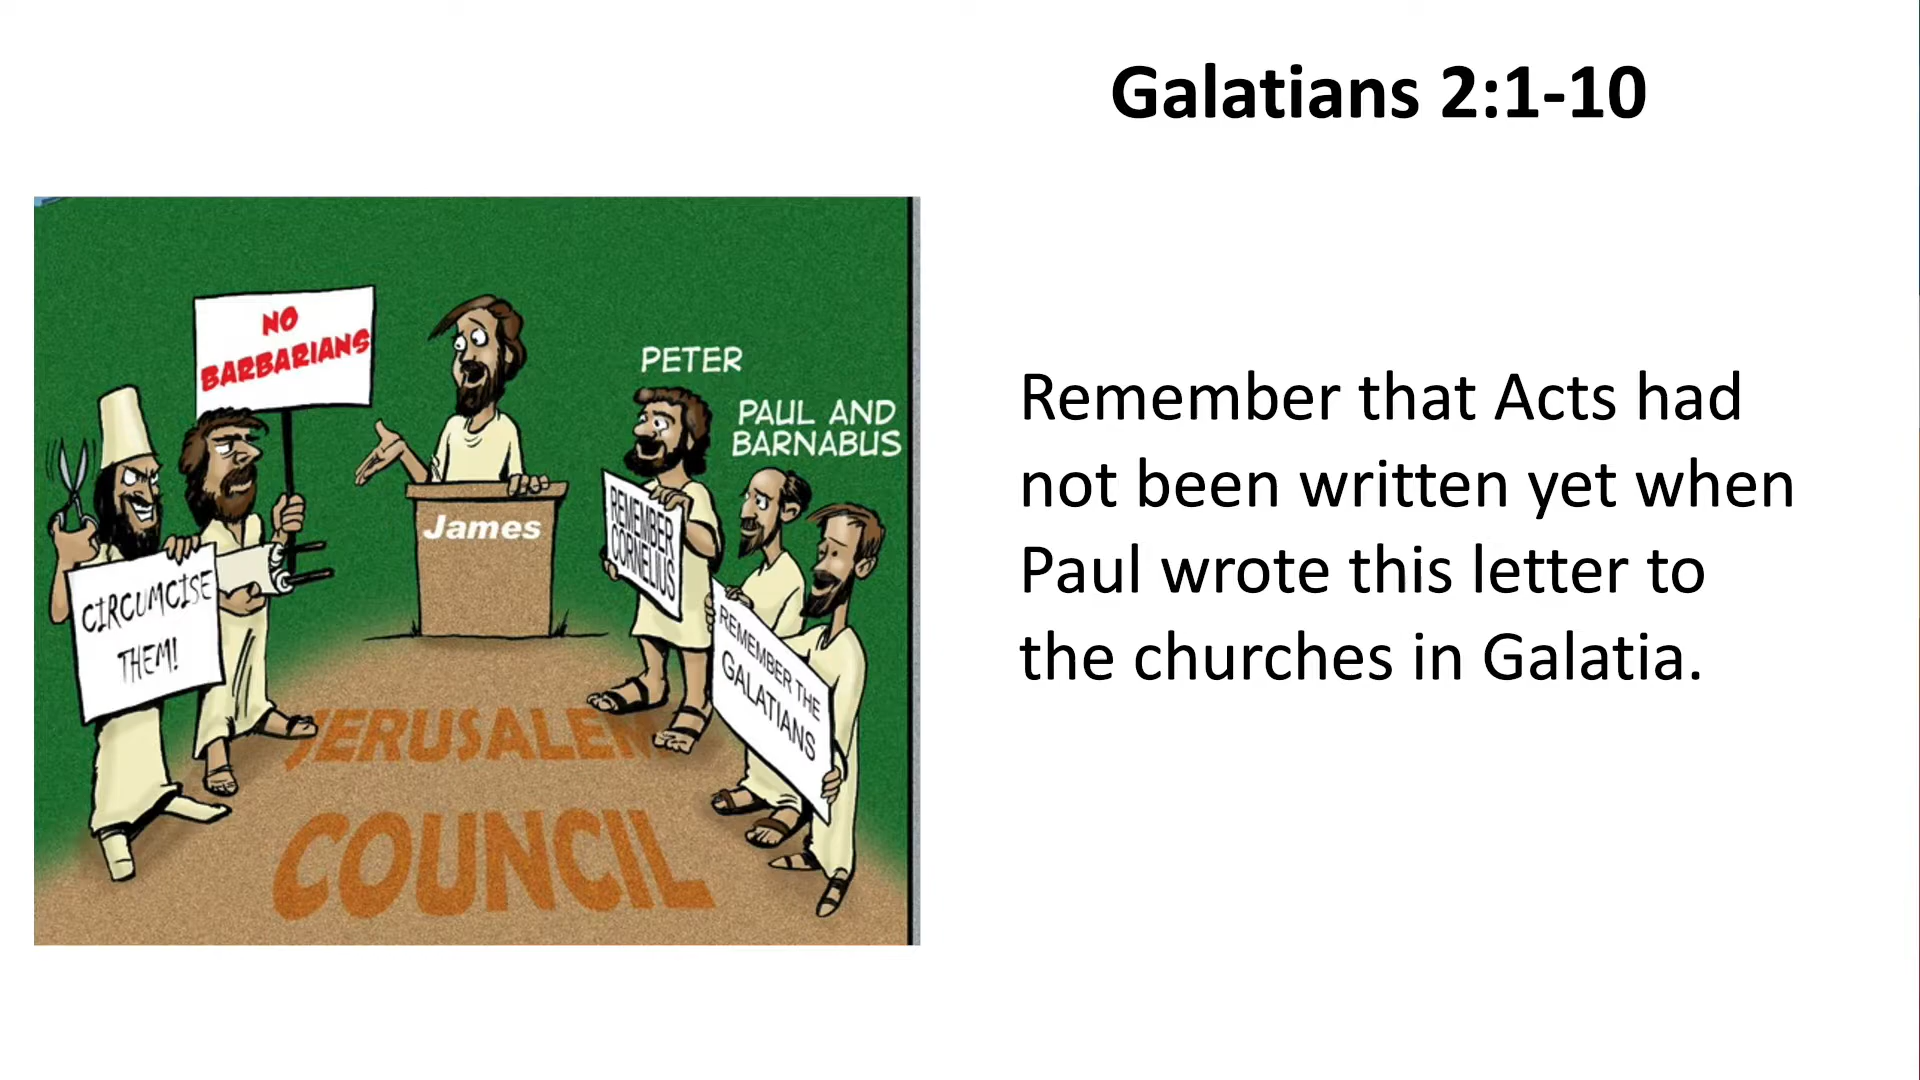 Galatians 2:1-10
NO
BARBARIANS
PETER
PAUL AND
BARNABUS
James
REMEMBER
CORNELIUS
CIRCUMCISE
THEM!
REMEMBER THE
GALATIANS
JERUSALEM
COUNCIL
Remember that Acts had
not been written yet when
Paul wrote this letter to
the churches in Galatia.